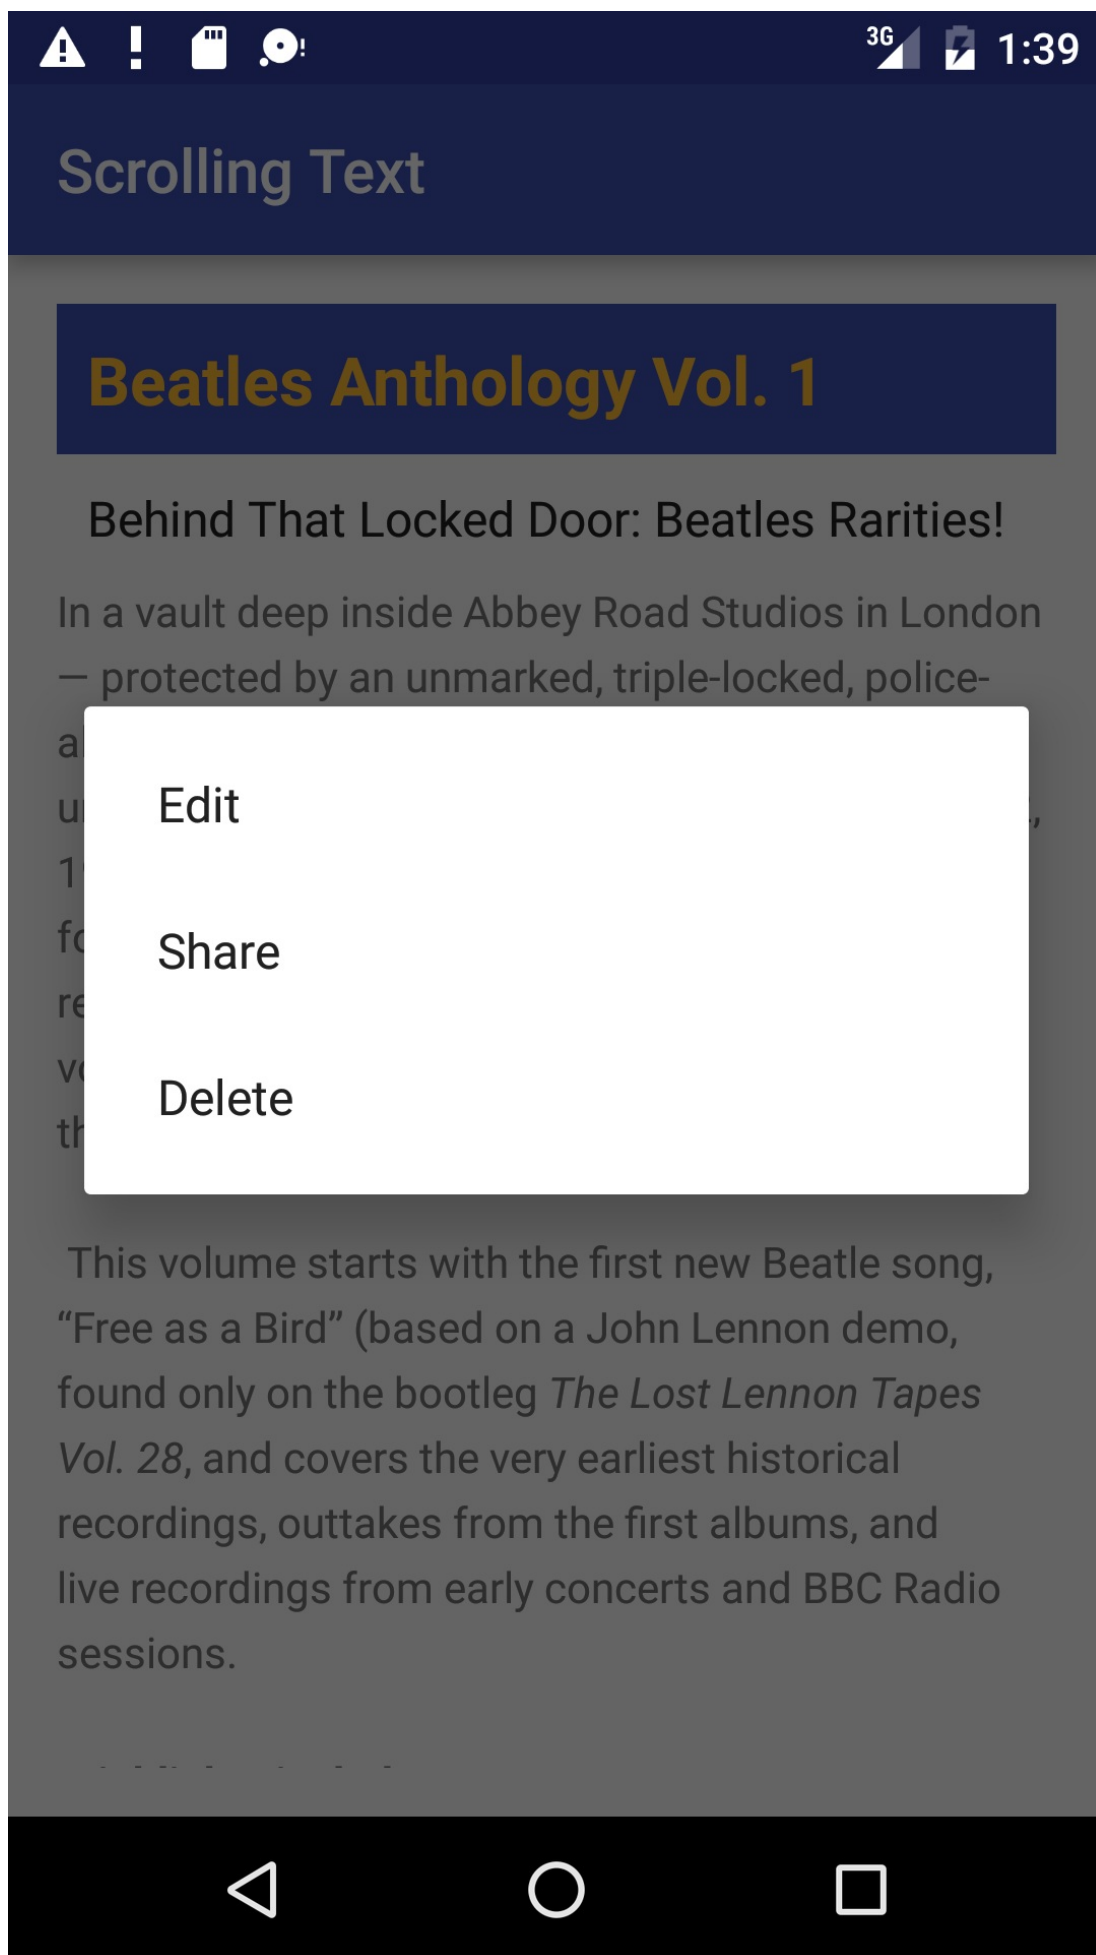 3G 1:39
Scrolling Text
Beatles Anthology Vol. 1
Behind That Locked Door: Beatles Rarities!
In a vault deep inside Abbey Road Studios in London
— protected by an unmarked, triple-locked, police-
Edit
Share
Delete
This volume starts with the first new Beatle song,
“Free as a Bird” (based on a John Lennon demo,
found only on the bootleg The Lost Lennon Tapes
Vol. 28, and covers the very earliest historical
recordings, outtakes from the first albums, and
live recordings from early concerts and BBC Radio
sessions.